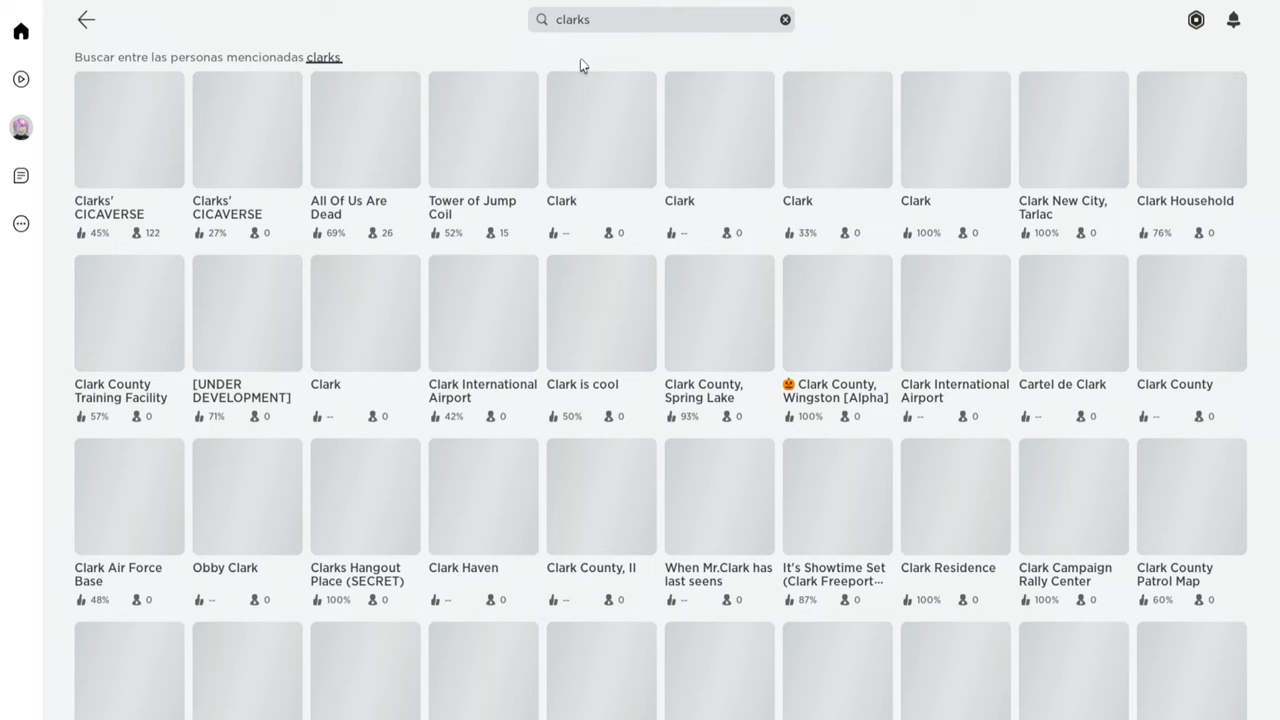 clarks
Buscar entre las personas mencionadas clarks
Clarks' CICAVERSE
45% 122
Clarks' CICAVERSE
27% 0
All Of Us Are Dead
69% 26
Tower of Jump Coil
52% 15
Clark
-- 0
Clark
-- 0
Clark
33% 0
Clark
100% 0
Clark New City, Tarlac
100% 0
Clark Household
76% 0
Clark County Training Facility
57% 0
[UNDER DEVELOPMENT]
71% 0
Clark
-- 0
Clark International Airport
42% 0
Clark is cool
50% 0
Clark County, Spring Lake
93% 0
🎃 Clark County, Wingston [Alpha]
100% 0
Clark International Airport
-- 0
Cartel de Clark
-- 0
Clark County
-- 0
Clark Air Force Base
48% 0
Obby Clark
-- 0
Clarks Hangout Place (SECRET)
100% 0
Clark Haven
-- 0
Clark County, II
-- 0
When Mr.Clark has last seens
-- 0
It's Showtime Set (Clark Freeport...
87% 0
Clark Residence
100% 0
Clark Campaign Rally Center
100% 0
Clark County Patrol Map
60% 0